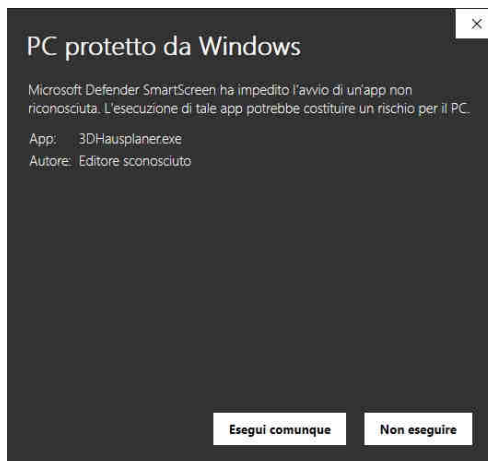 PC protetto da Windows
Microsoft Defender SmartScreen ha impedito l'avvio di un'app non
riconosciuta. L'esecuzione di tale app potrebbe costituire un rischio per il PC.
App: 3DHausplaner.exe
Autore: Editore sconosciuto
Esegui comunque Non eseguire